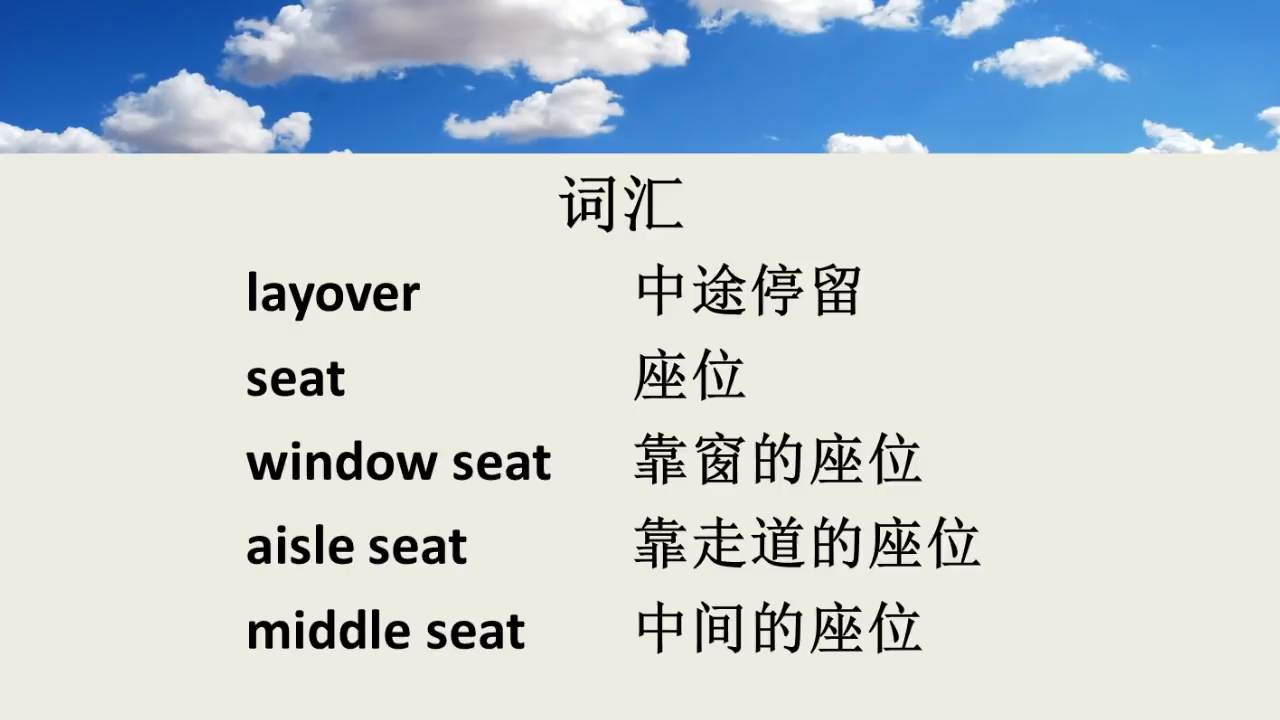 词汇
layover 中途停留
seat 座位
window seat 靠窗的座位
aisle seat 靠走道的座位
middle seat 中间的座位